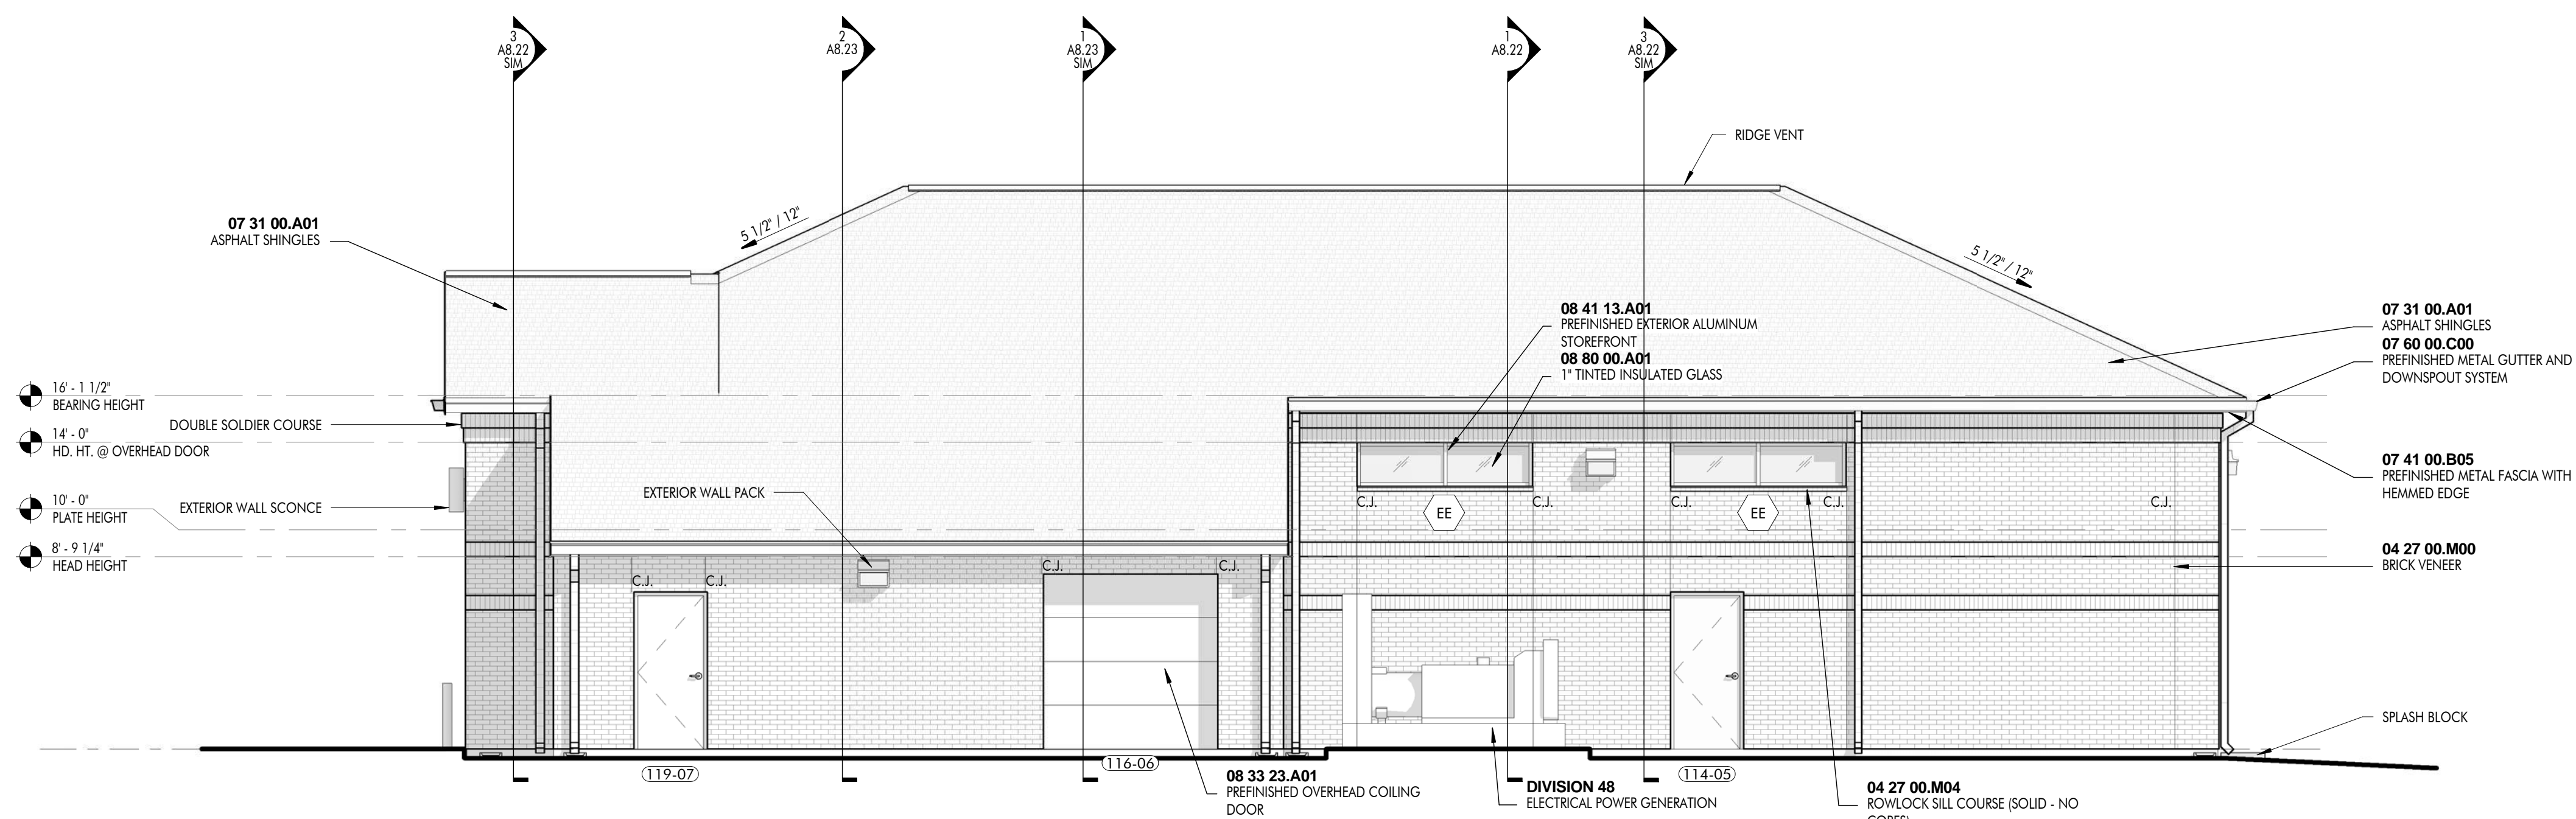 3
A8.22
SIM
2
A8.23
1
A8.23
SIM
1
A8.22
3
A8.22
SIM
RIDGE VENT
07 31 00.A01
ASPHALT SHINGLES
5 1/2" / 12"
5 1/2" / 12"
08 41 13.A01
PREFINISHED EXTERIOR ALUMINUM
STOREFRONT
08 80 00.A01
1" TINTED INSULATED GLASS
07 31 00.A01
ASPHALT SHINGLES
07 60 00.C00
PREFINISHED METAL GUTTER AND
DOWNSPOUT SYSTEM
16' - 1 1/2"
BEARING HEIGHT
DOUBLE SOLDIER COURSE
14' - 0"
HD. HT. @ OVERHEAD DOOR
07 41 00.B05
PREFINISHED METAL FASCIA WITH
HEMMED EDGE
10' - 0"
PLATE HEIGHT
EXTERIOR WALL SCONCE
EXTERIOR WALL PACK
C.J.
EE
C.J.
C.J.
EE
C.J.
C.J.
8' - 9 1/4"
HEAD HEIGHT
04 27 00.M00
BRICK VENEER
C.J.
C.J.
C.J.
C.J.
SPLASH BLOCK
119-07
116-06
114-05
08 33 23.A01
PREFINISHED OVERHEAD COILING
DOOR
DIVISION 48
ELECTRICAL POWER GENERATION
04 27 00.M04
ROWLOCK SILL COURSE (SOLID - NO